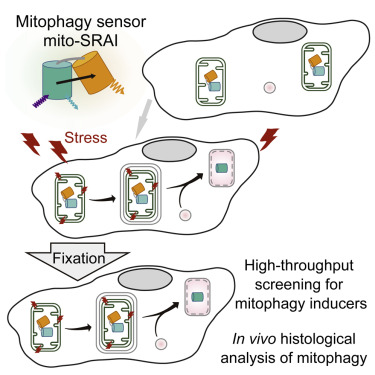 Mitophagy sensor
mito-SRAI
Stress
Fixation
High-throughput
screening for
mitophagy inducers
In vivo histological
analysis of mitophagy